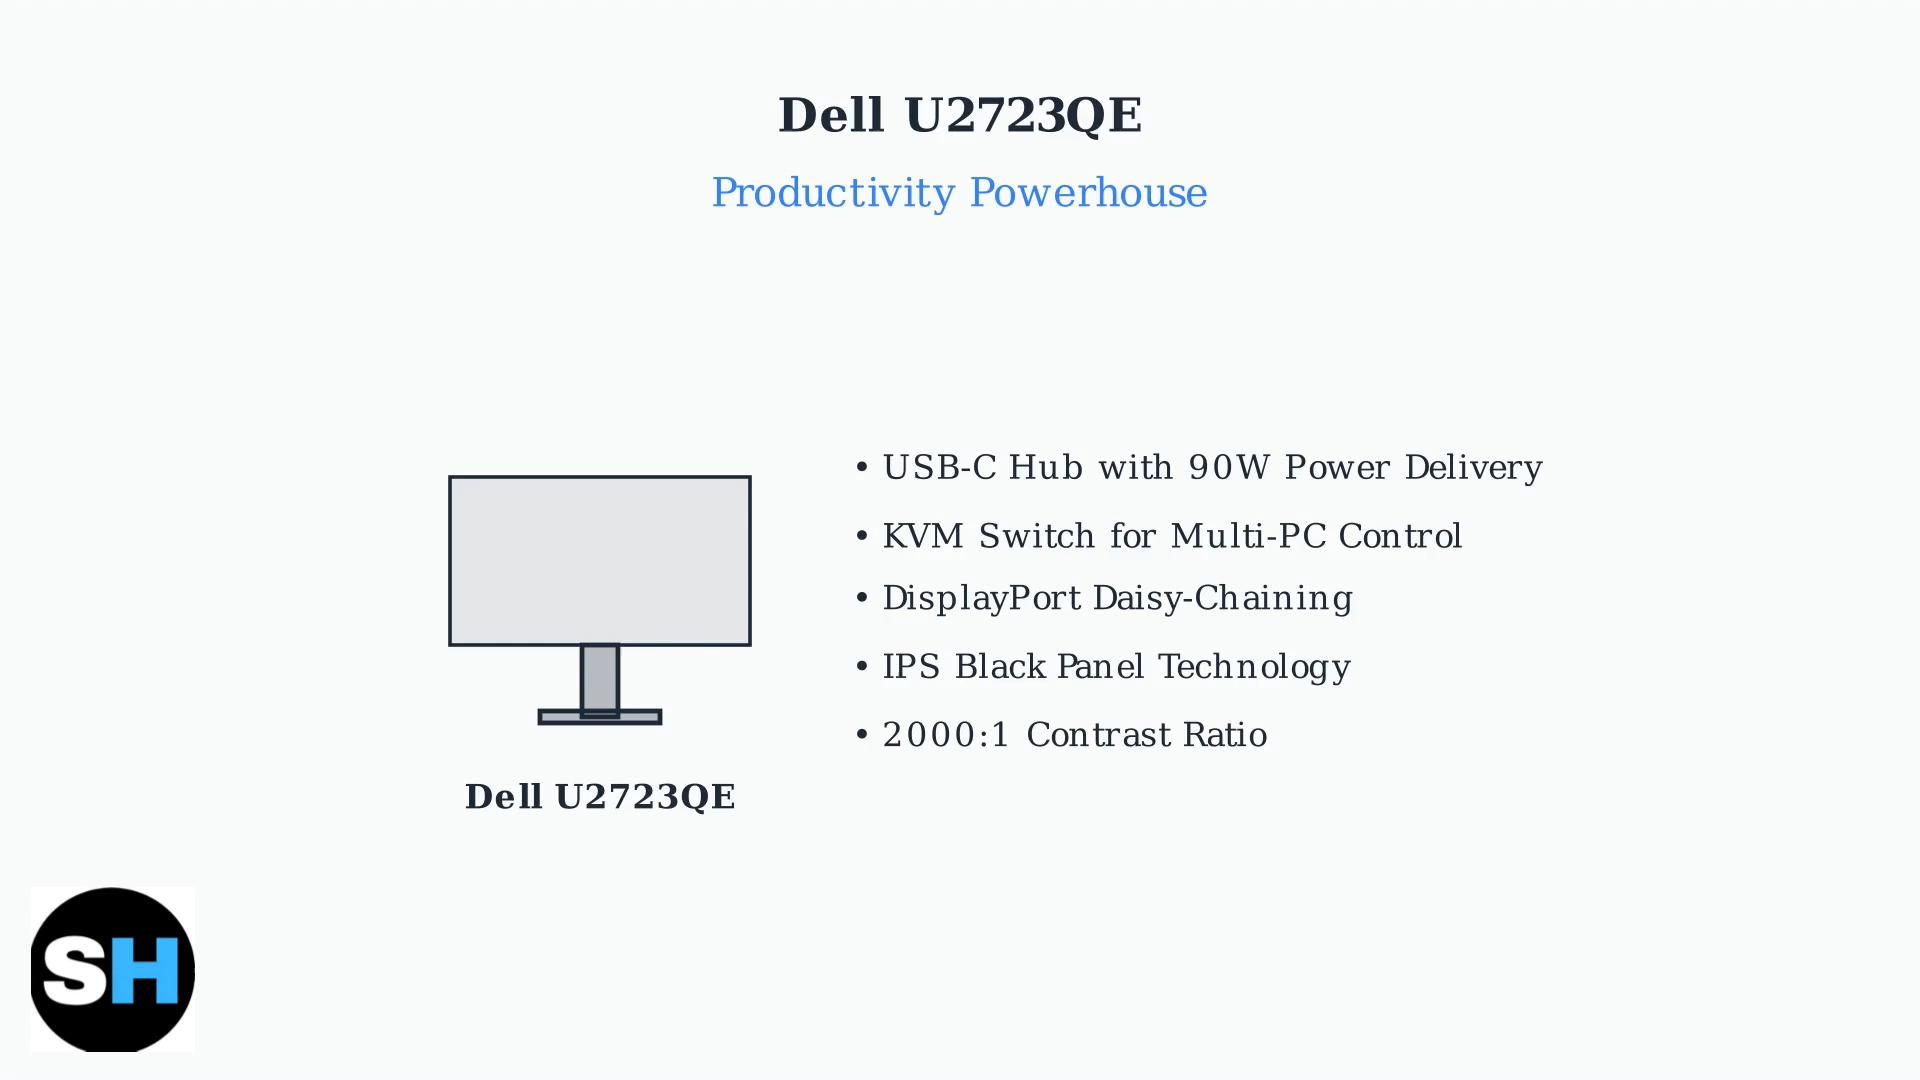 Dell U2723QE
Productivity Powerhouse
• USB-C Hub with 90W Power Delivery
• KVM Switch for Multi-PC Control
• DisplayPort Daisy-Chaining
• IPS Black Panel Technology
• 2000:1 Contrast Ratio
Dell U2723QE
SH